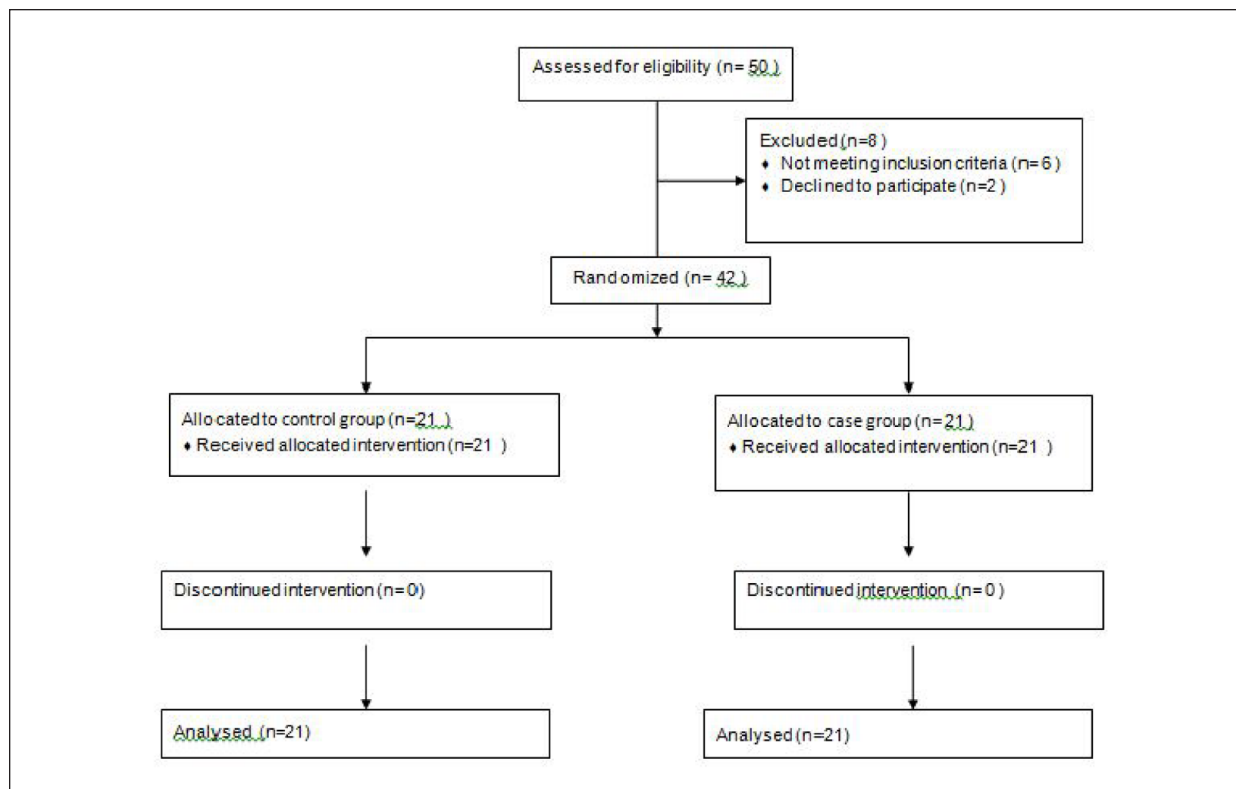 Assessed for eligibility (n= 50 )
Excluded (n=8 )
♦ Not meeting inclusion criteria (n= 6 )
♦ Declined to participate (n=2 )
Randomized (n= 42 )
Allocated to control group (n=21 )
♦ Received allocated intervention (n=21 )
Allocated to case group (n=21 )
♦ Received allocated intervention (n=21 )
Discontinued intervention (n= 0)
Discontinued intervention (n= 0 )
Analysed (n=21)
Analysed (n=21)